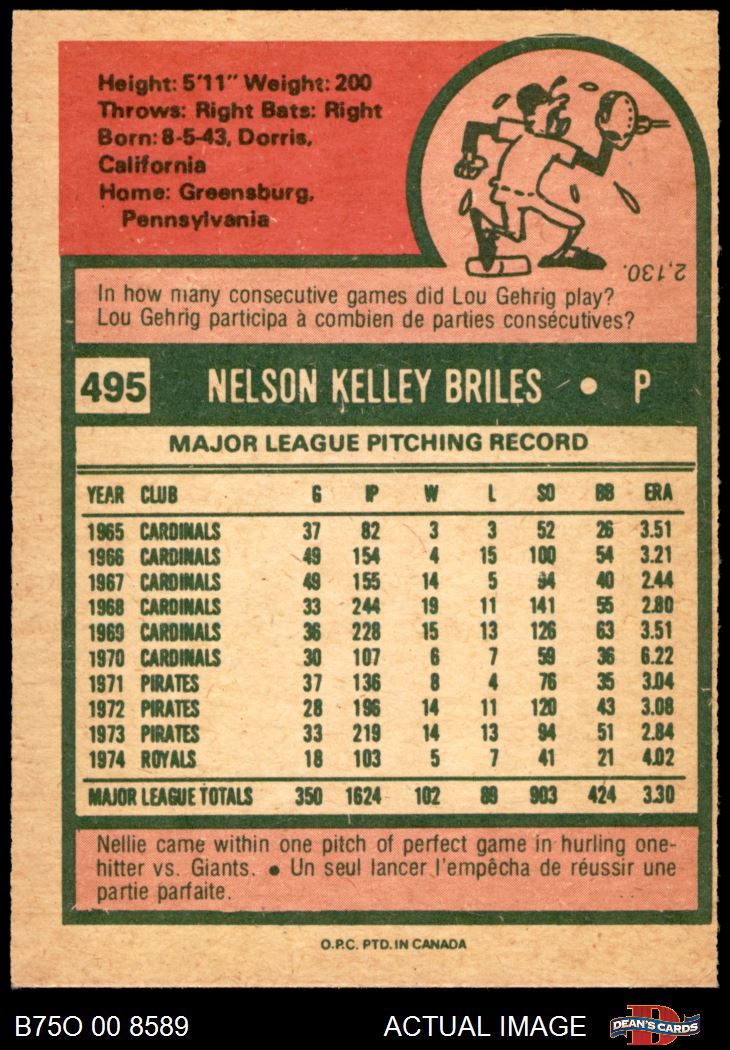 Height: 5'11" Weight: 200
Throws: Right Bats: Right
Born: 8-5-43, Dorris,
California
Home: Greensburg,
Pennsylvania
2,130.
In how many consecutive games did Lou Gehrig play?
Lou Gehrig participa à combien de parties consécutives?
495 NELSON KELLEY BRILES • P
MAJOR LEAGUE PITCHING RECORD
YEAR CLUB G IP W L SO BB ERA
1965 CARDINALS 37 82 3 3 52 26 3.51
1966 CARDINALS 49 154 4 15 100 54 3.21
1967 CARDINALS 49 155 14 5 94 40 2.44
1968 CARDINALS 33 244 19 11 141 55 2.80
1969 CARDINALS 36 228 15 13 126 63 3.51
1970 CARDINALS 30 107 6 7 59 36 6.22
1971 PIRATES 37 136 8 4 76 35 3.04
1972 PIRATES 28 196 14 11 120 43 3.08
1973 PIRATES 33 219 14 13 94 51 2.84
1974 ROYALS 18 103 5 7 41 21 4.02
MAJOR LEAGUE TOTALS 350 1624 102 89 903 424 3.30
Nellie came within one pitch of perfect game in hurling one-
hitter vs. Giants. • Un seul lancer l'empêcha de réussir une
partie parfaite.
O.P.C. PTD. IN CANADA
B75O 00 8589 ACTUAL IMAGE DEAN'S CARDS